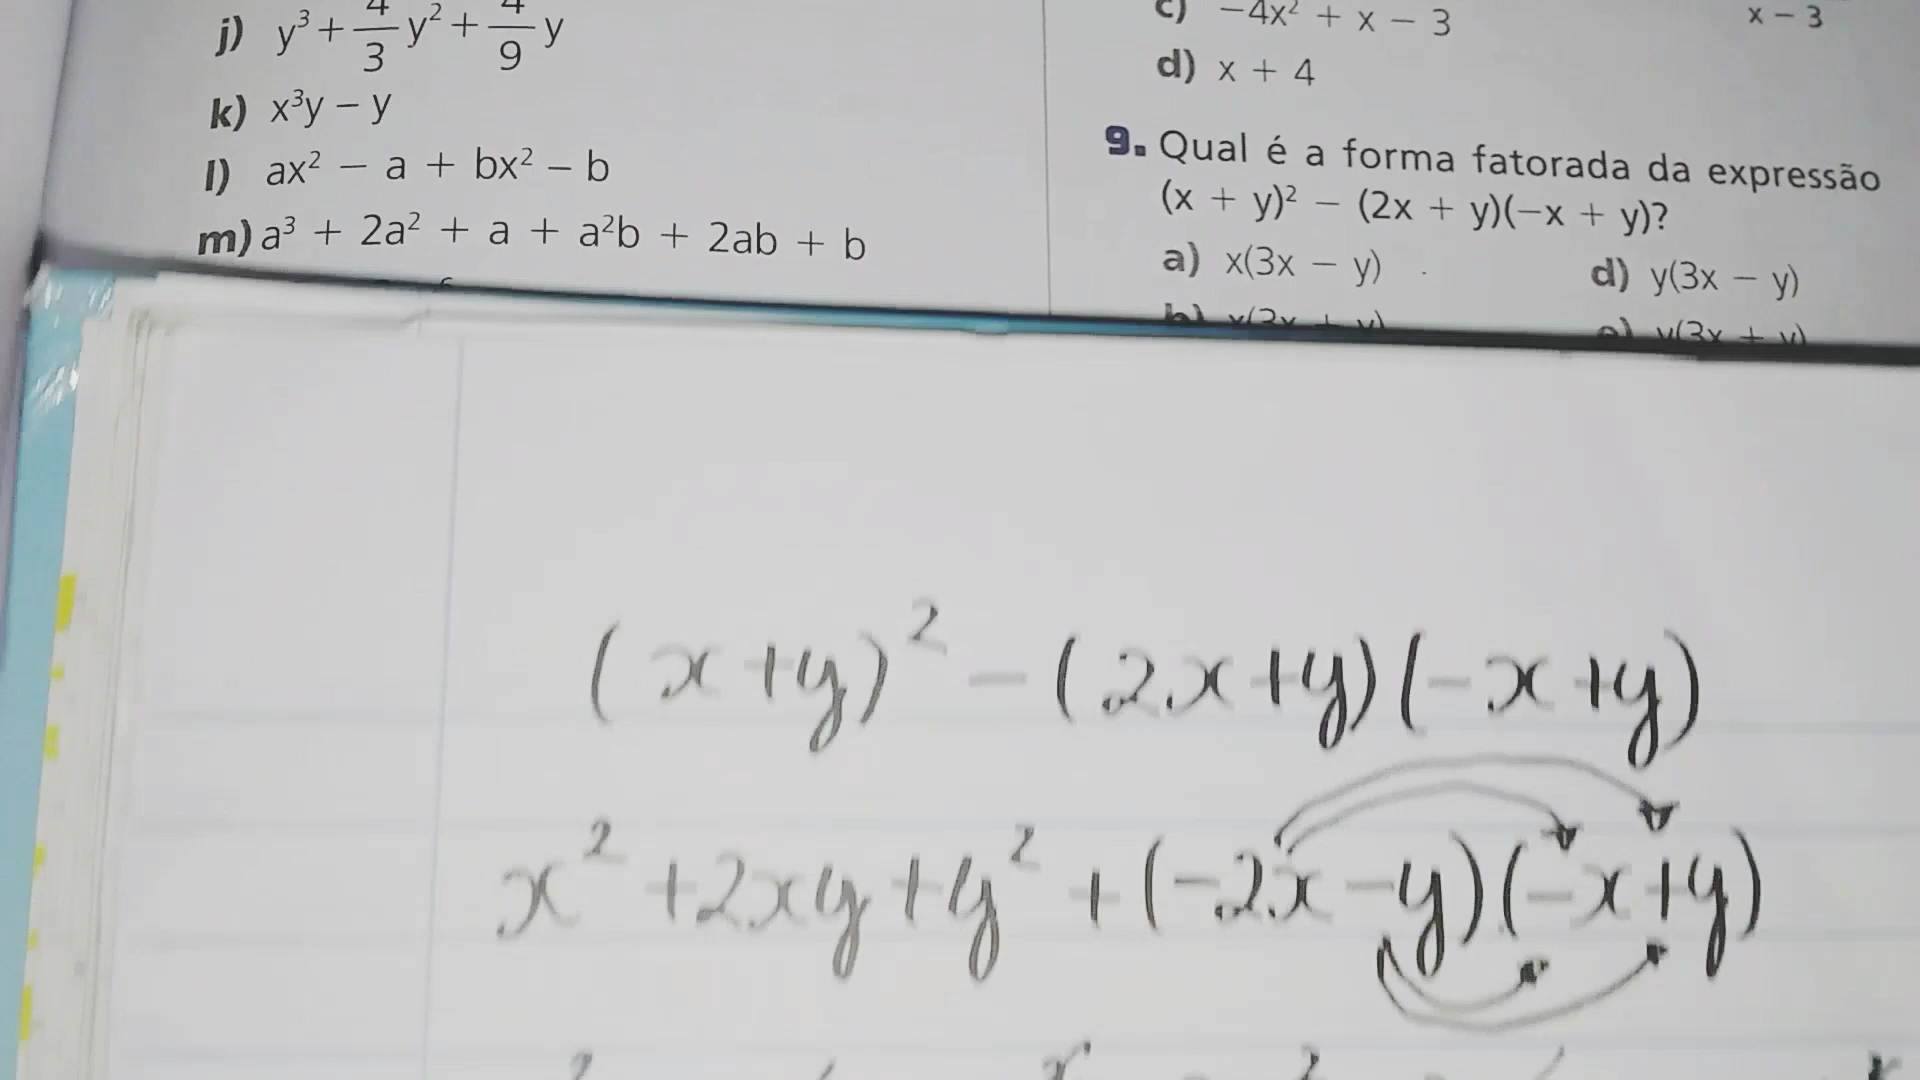 j) y³ + 4/3 y² + 4/9 y
k) x³y – y
l) ax² – a + bx² – b
m) a³ + 2a² + a + a²b + 2ab + b
c) –4x² + x – 3
x – 3
d) x + 4
9. Qual é a forma fatorada da expressão
(x + y)² – (2x + y)(–x + y)?
a) x(3x – y)
d) y(3x – y)
(x+y)² – (2x+y)(–x+y)
x² +2xy+y² +(–2x–y)(–x+y)